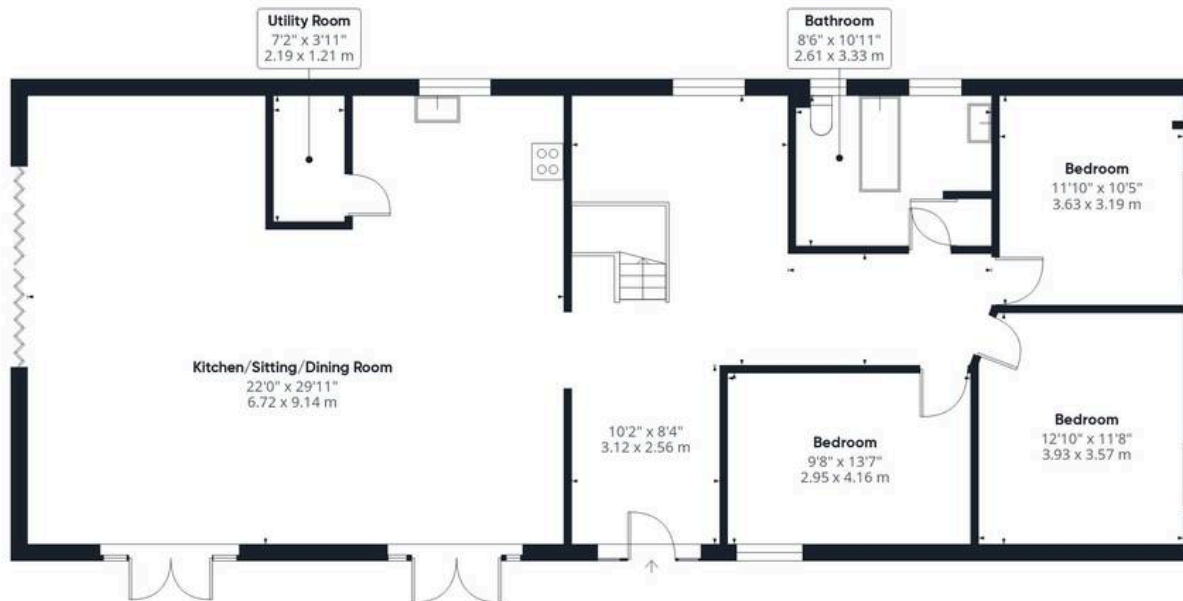 Utility Room
7'2" x 3'11"
2.19 x 1.21 m
Bathroom
8'6" x 10'11"
2.61 x 3.33 m
Bedroom
11'10" x 10'5"
3.63 x 3.19 m
Kitchen/Sitting/Dining Room
22'0" x 29'11"
6.72 x 9.14 m
10'2" x 8'4"
3.12 x 2.56 m
Bedroom
9'8" x 13'7"
2.95 x 4.16 m
Bedroom
12'10" x 11'8"
3.93 x 3.57 m